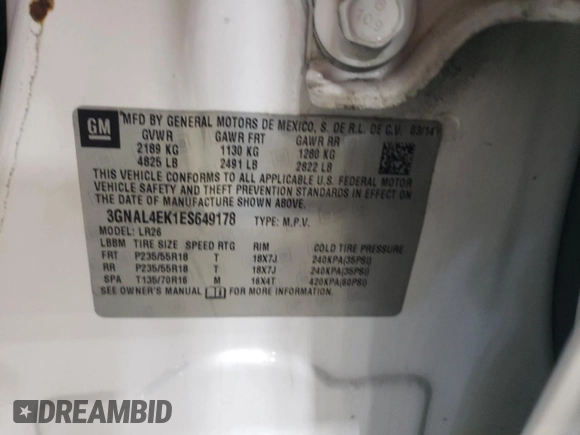 GM
MFD BY GENERAL MOTORS DE MEXICO, S. DE R.L. DE C.V. 03/14
GVWR GAWR FRT GAWR RR
2189 KG 1130 KG 1280 KG
4825 LB 2491 LB 2822 LB
THIS VEHICLE CONFORMS TO ALL APPLICABLE U.S. FEDERAL MOTOR
VEHICLE SAFETY AND THEFT PREVENTION STANDARDS IN EFFECT ON
THE DATE OF MANUFACTURE SHOWN ABOVE.
3GNAL4EK1ES649178 TYPE: M.P.V.
MODEL: LR26
LBBM TIRE SIZE SPEED RTG RIM COLD TIRE PRESSURE
FRT P235/55R18 T 18X7J 240KPA(35PSI)
RR P235/55R18 T 18X7J 240KPA(35PSI)
SPA T135/70R16 M 16X4T 420KPA(60PSI)
SEE OWNER'S MANUAL FOR MORE INFORMATION.
DREAMBID